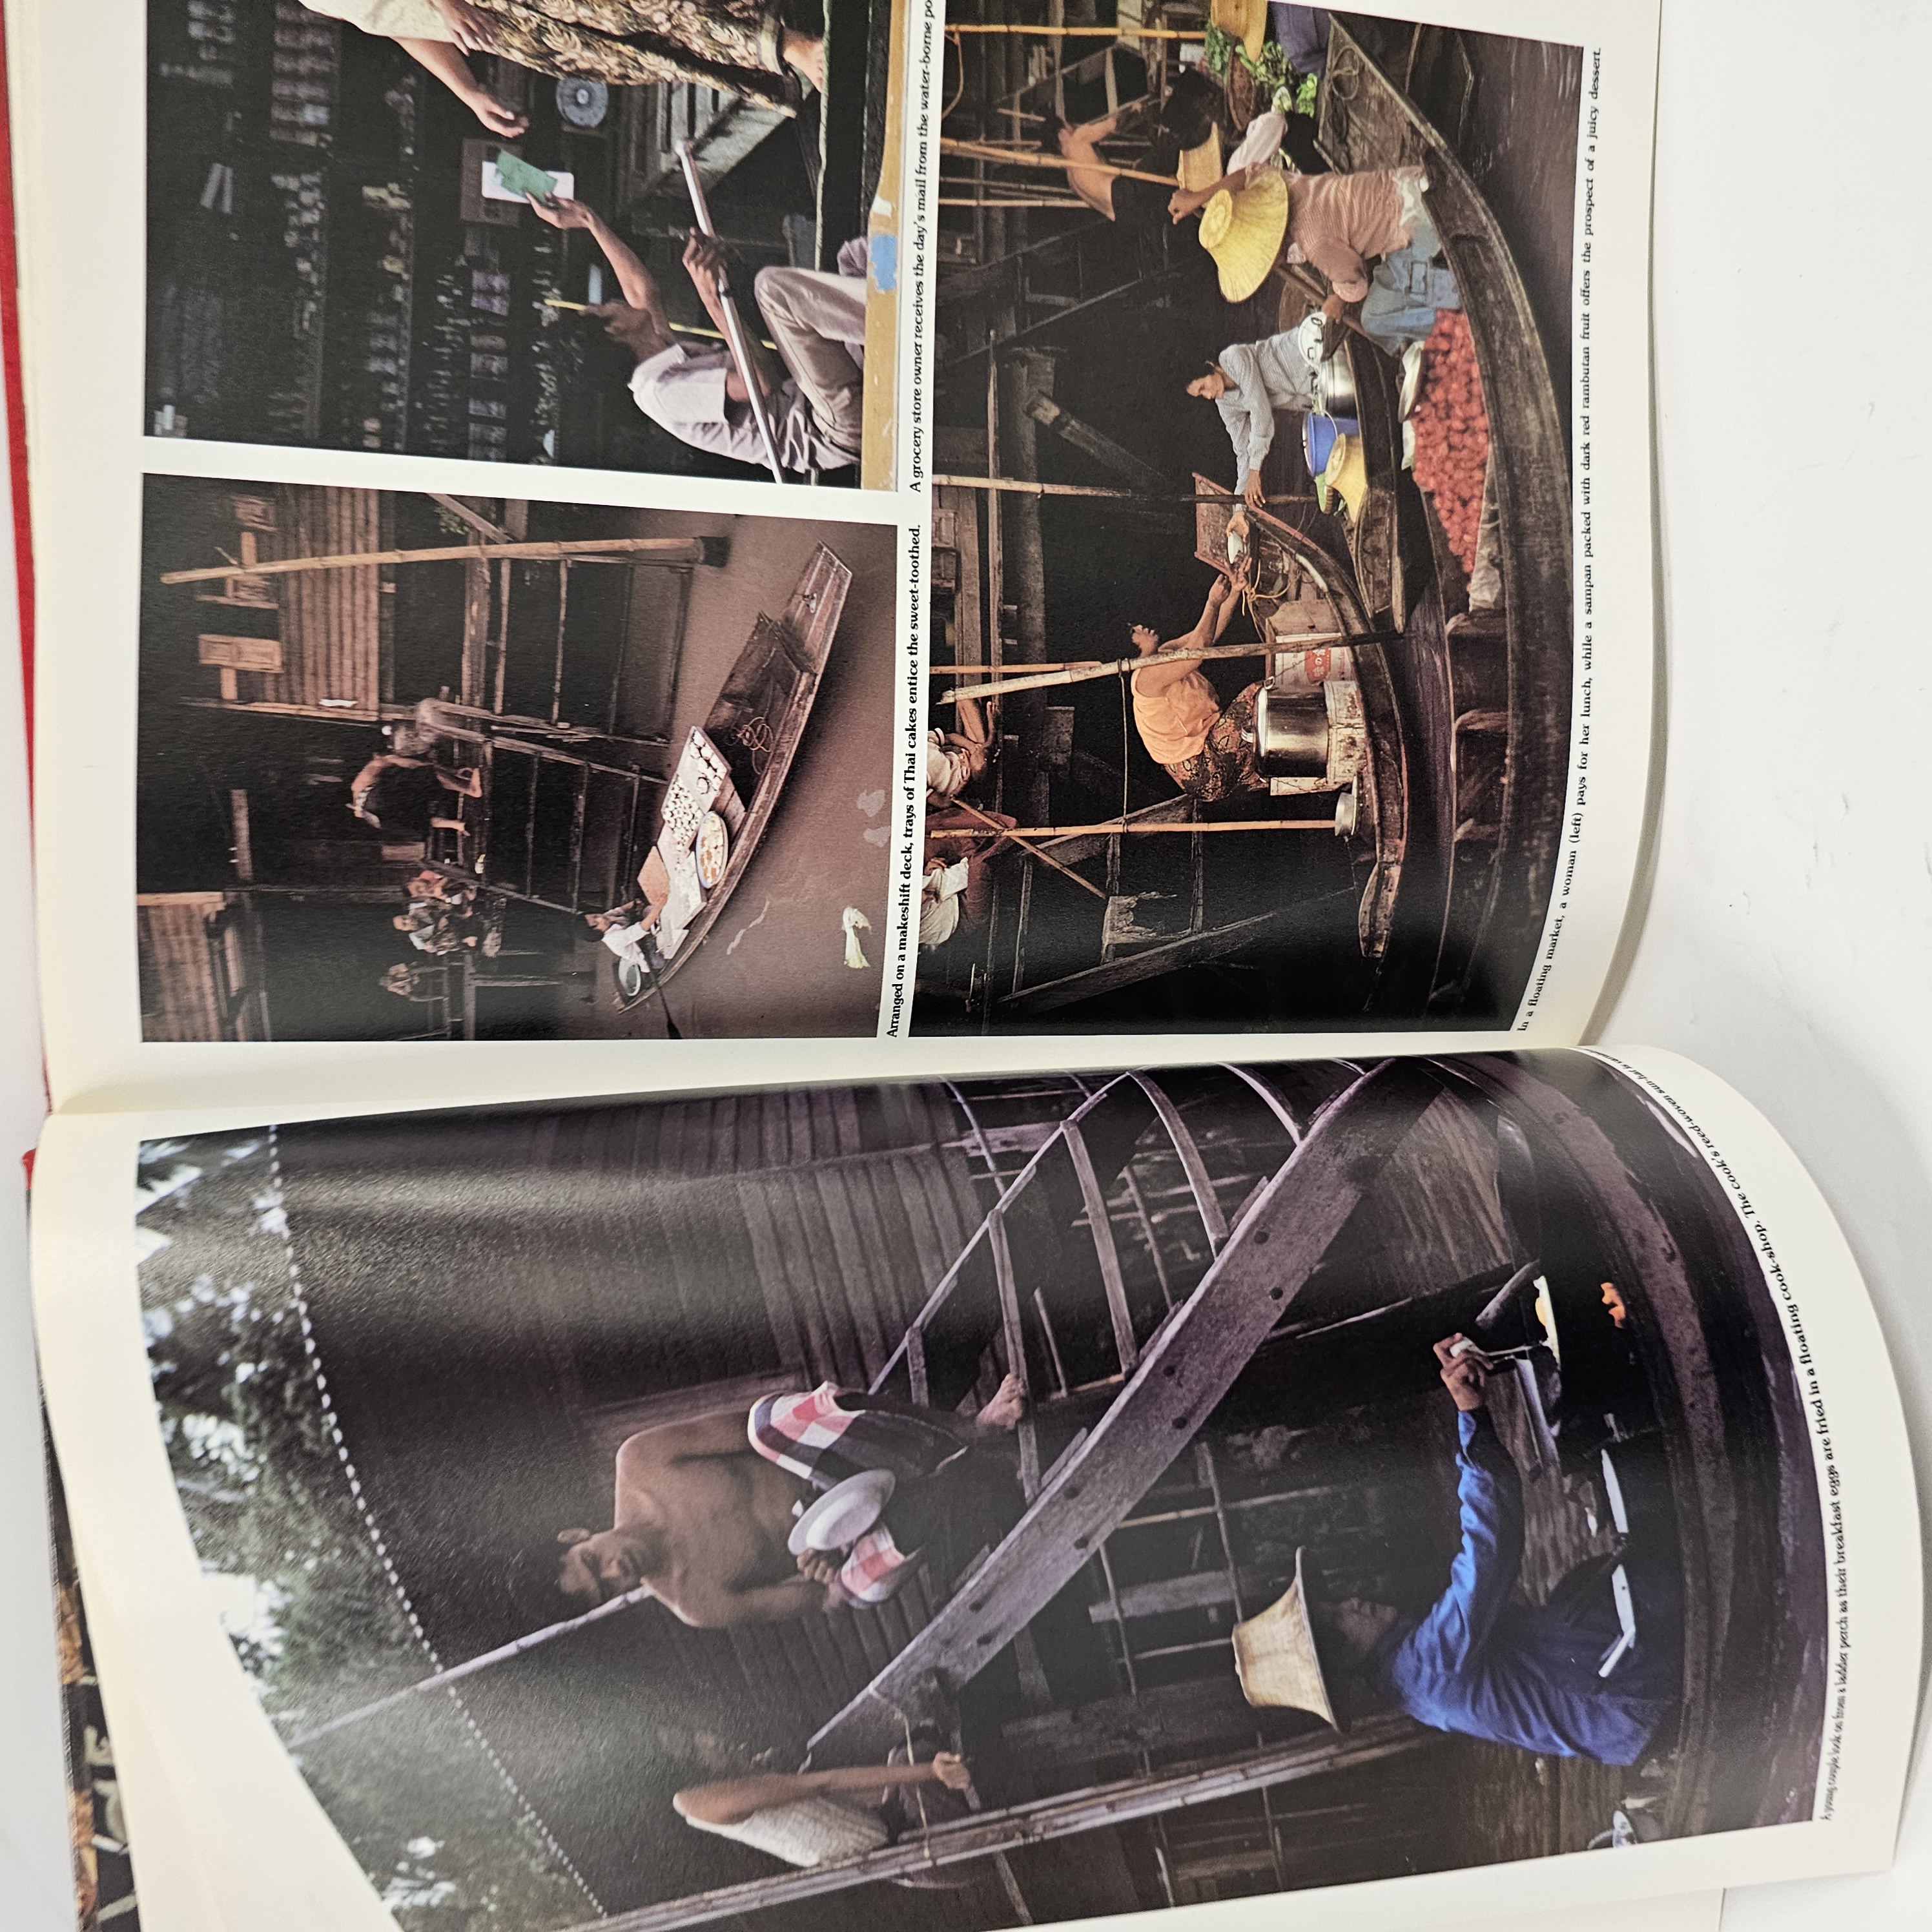 A young couple look on from a ladder perch as their breakfast eggs are fried in a floating cook-shop. The cook's reed-woven sun-hat is
Arranged on a makeshift deck, trays of Thai cakes entice the sweet-toothed.
A grocery store owner receives the day's mail from the water-borne
In a floating market, a woman (left) pays for her lunch, while a sampan packed with dark red rambutan fruit offers the prospect of a juicy dessert.